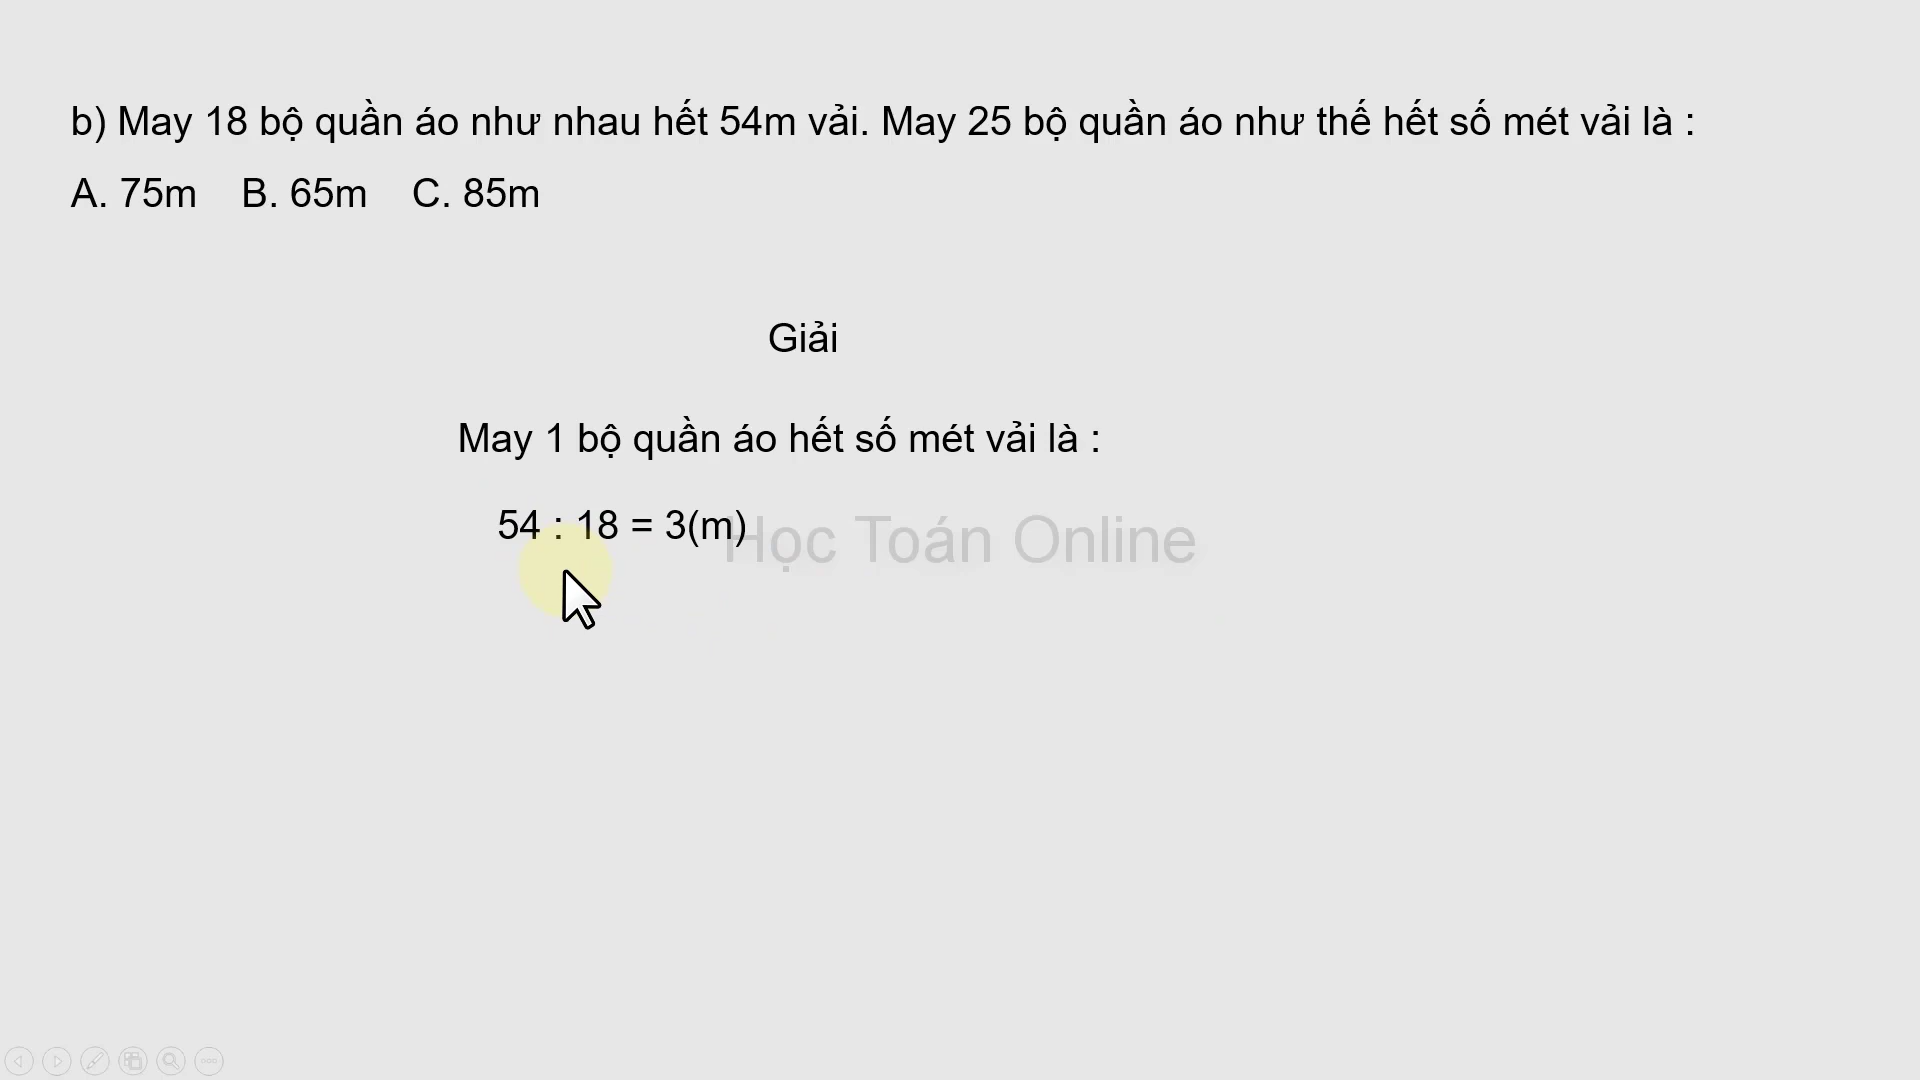 b) May 18 bộ quần áo như nhau hết 54m vải. May 25 bộ quần áo như thế hết số mét vải là :
A. 75m B. 65m C. 85m
Giải
May 1 bộ quần áo hết số mét vải là :
54 : 18 = 3(m)
Học Toán Online